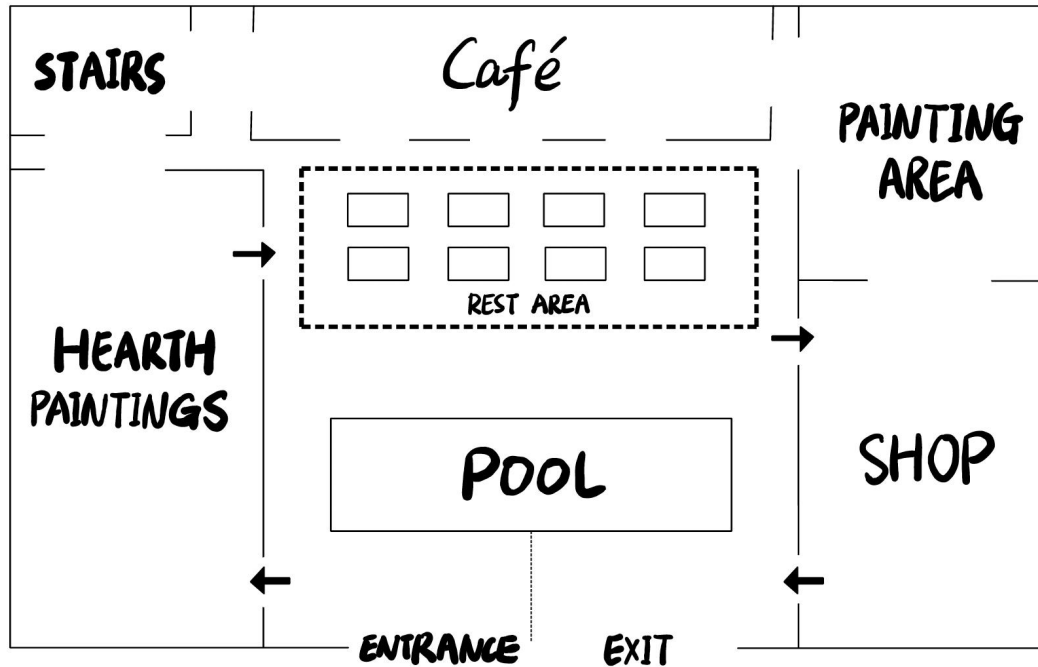 STAIRS
Café
PAINTING
AREA
REST AREA
HEARTH
PAINTINGS
POOL
SHOP
ENTRANCE
EXIT